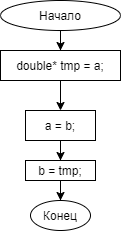 Начало
double* tmp = a;
a = b;
b = tmp;
Конец